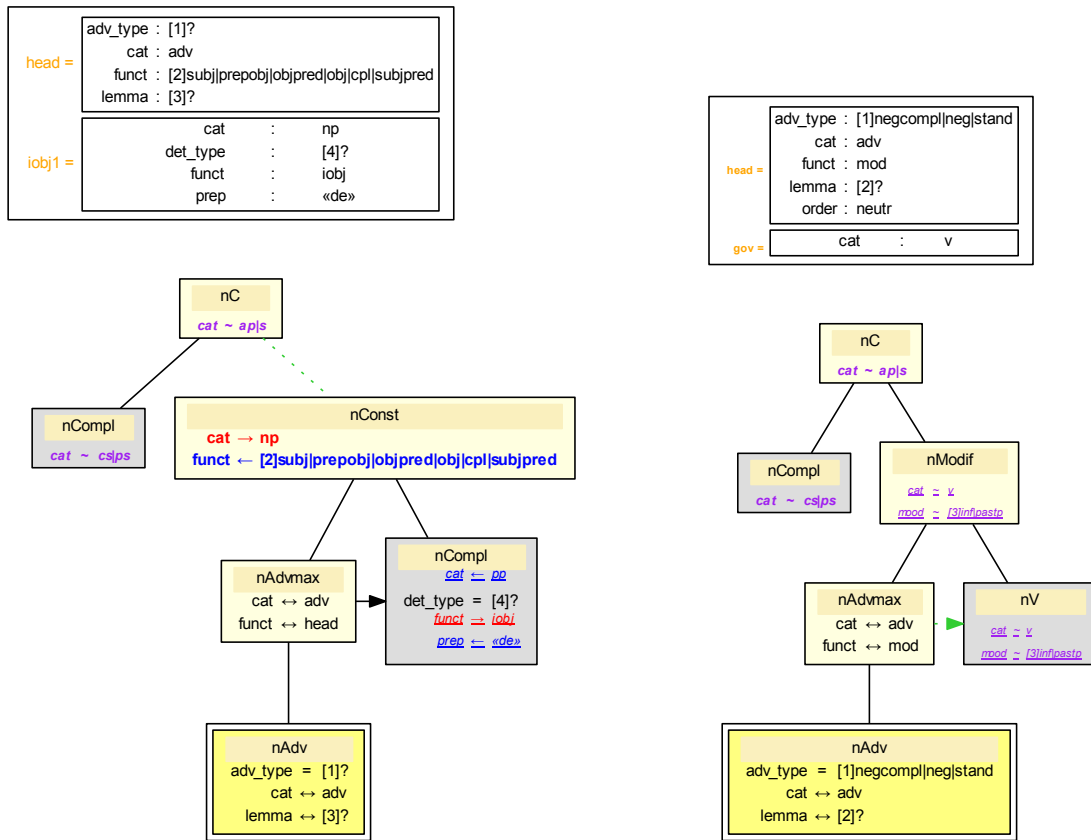 adv_type : [1]?
cat : adv
head =
funct : [2]subj|prepobj|objpred|obj|cpl|subjpred
lemma : [3]?
cat : np
det_type : [4]?
iobj1 =
funct : iobj
prep : «de»
nC
cat ~ ap|s
nCompl
cat ~ cs|ps
nConst
cat → np
funct ← [2]subj|prepobj|objpred|obj|cpl|subjpred
nAdvmax
cat ↔ adv
funct ↔ head
nCompl
cat ← pp
det_type = [4]?
funct → iobj
prep ← «de»
nAdv
adv_type = [1]?
cat ↔ adv
lemma ↔ [3]?
adv_type : [1]negcompl|neg|stand
cat : adv
head =
funct : mod
lemma : [2]?
order : neutr
gov =
cat : v
nC
cat ~ ap|s
nCompl
cat ~ cs|ps
nModif
cat ~ v
mood ~ [3]inf|pastp
nAdvmax
cat ↔ adv
funct ↔ mod
nV
cat ~ v
mood ~ [3]inf|pastp
nAdv
adv_type = [1]negcompl|neg|stand
cat ↔ adv
lemma ↔ [2]?